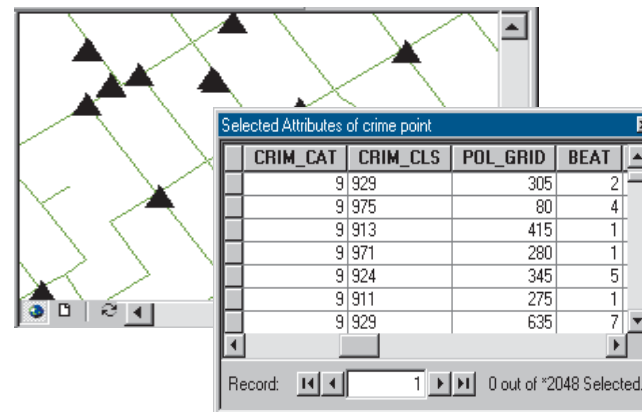 Selected Attributes of crime point
CRIM_CAT CRIM_CLS POL_GRID BEAT
9 929 305 2
9 975 80 4
9 913 415 1
9 971 280 1
9 924 345 5
9 911 275 1
9 929 635 7
Record: 1 0 out of *2048 Selected.